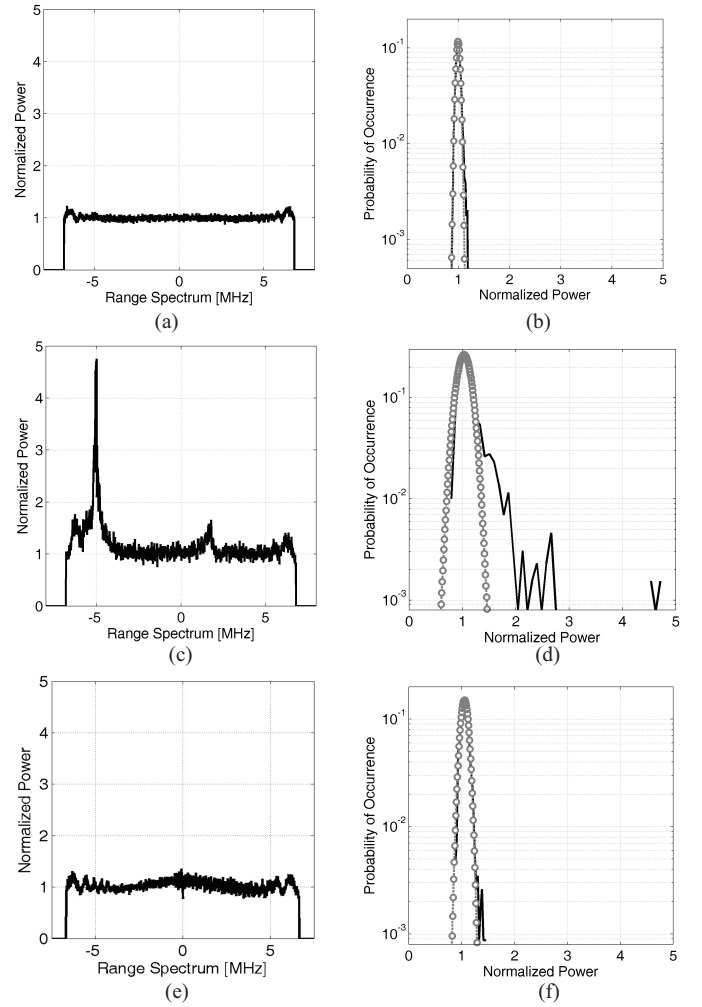 5
4
3
2
1
0
Normalized Power
-5 0 5
Range Spectrum [MHz]
(a)
10⁻¹
10⁻²
10⁻³
Probability of Occurrence
0 1 2 3 4 5
Normalized Power
(b)
5
4
3
2
1
0
Normalized Power
-5 0 5
Range Spectrum [MHz]
(c)
10⁻¹
10⁻²
10⁻³
Probability of Occurrence
0 1 2 3 4 5
Normalized Power
(d)
5
4
3
2
1
0
Normalized Power
-5 0 5
Range Spectrum [MHz]
(e)
10⁻¹
10⁻²
10⁻³
Probability of Occurrence
0 1 2 3 4 5
Normalized Power
(f)